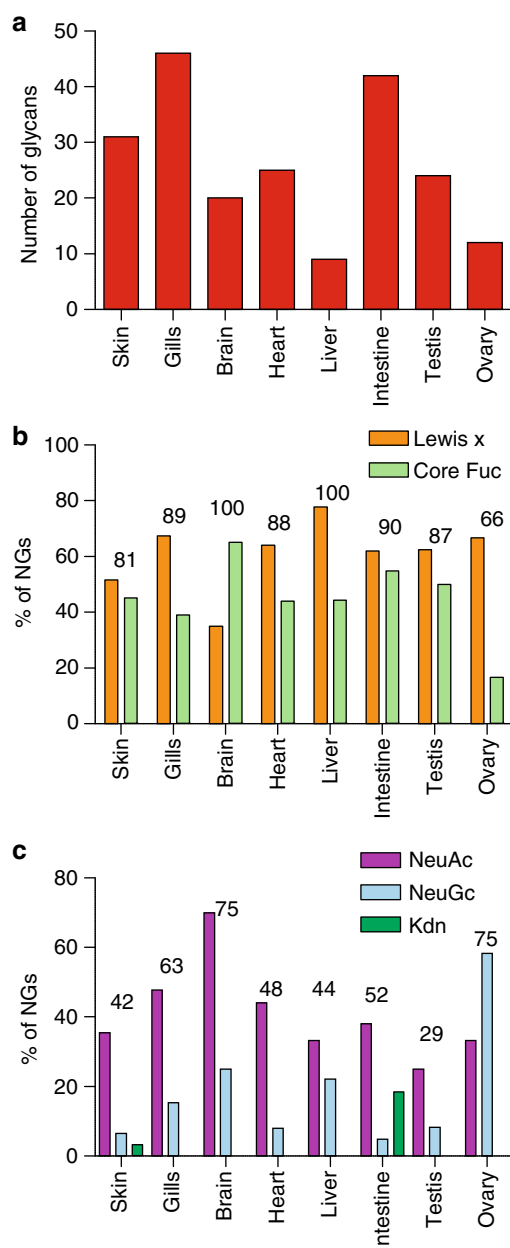 a
Number of glycans
50
40
30
20
10
0
Skin
Gills
Brain
Heart
Liver
Intestine
Testis
Ovary
b
% of NGs
100
80
60
40
20
0
Lewis x
Core Fuc
81
89
100
88
100
90
87
66
Skin
Gills
Brain
Heart
Liver
Intestine
Testis
Ovary
c
% of NGs
80
60
40
20
0
NeuAc
NeuGc
Kdn
42
63
75
48
44
52
29
75
Skin
Gills
Brain
Heart
Liver
ntestine
Testis
Ovary